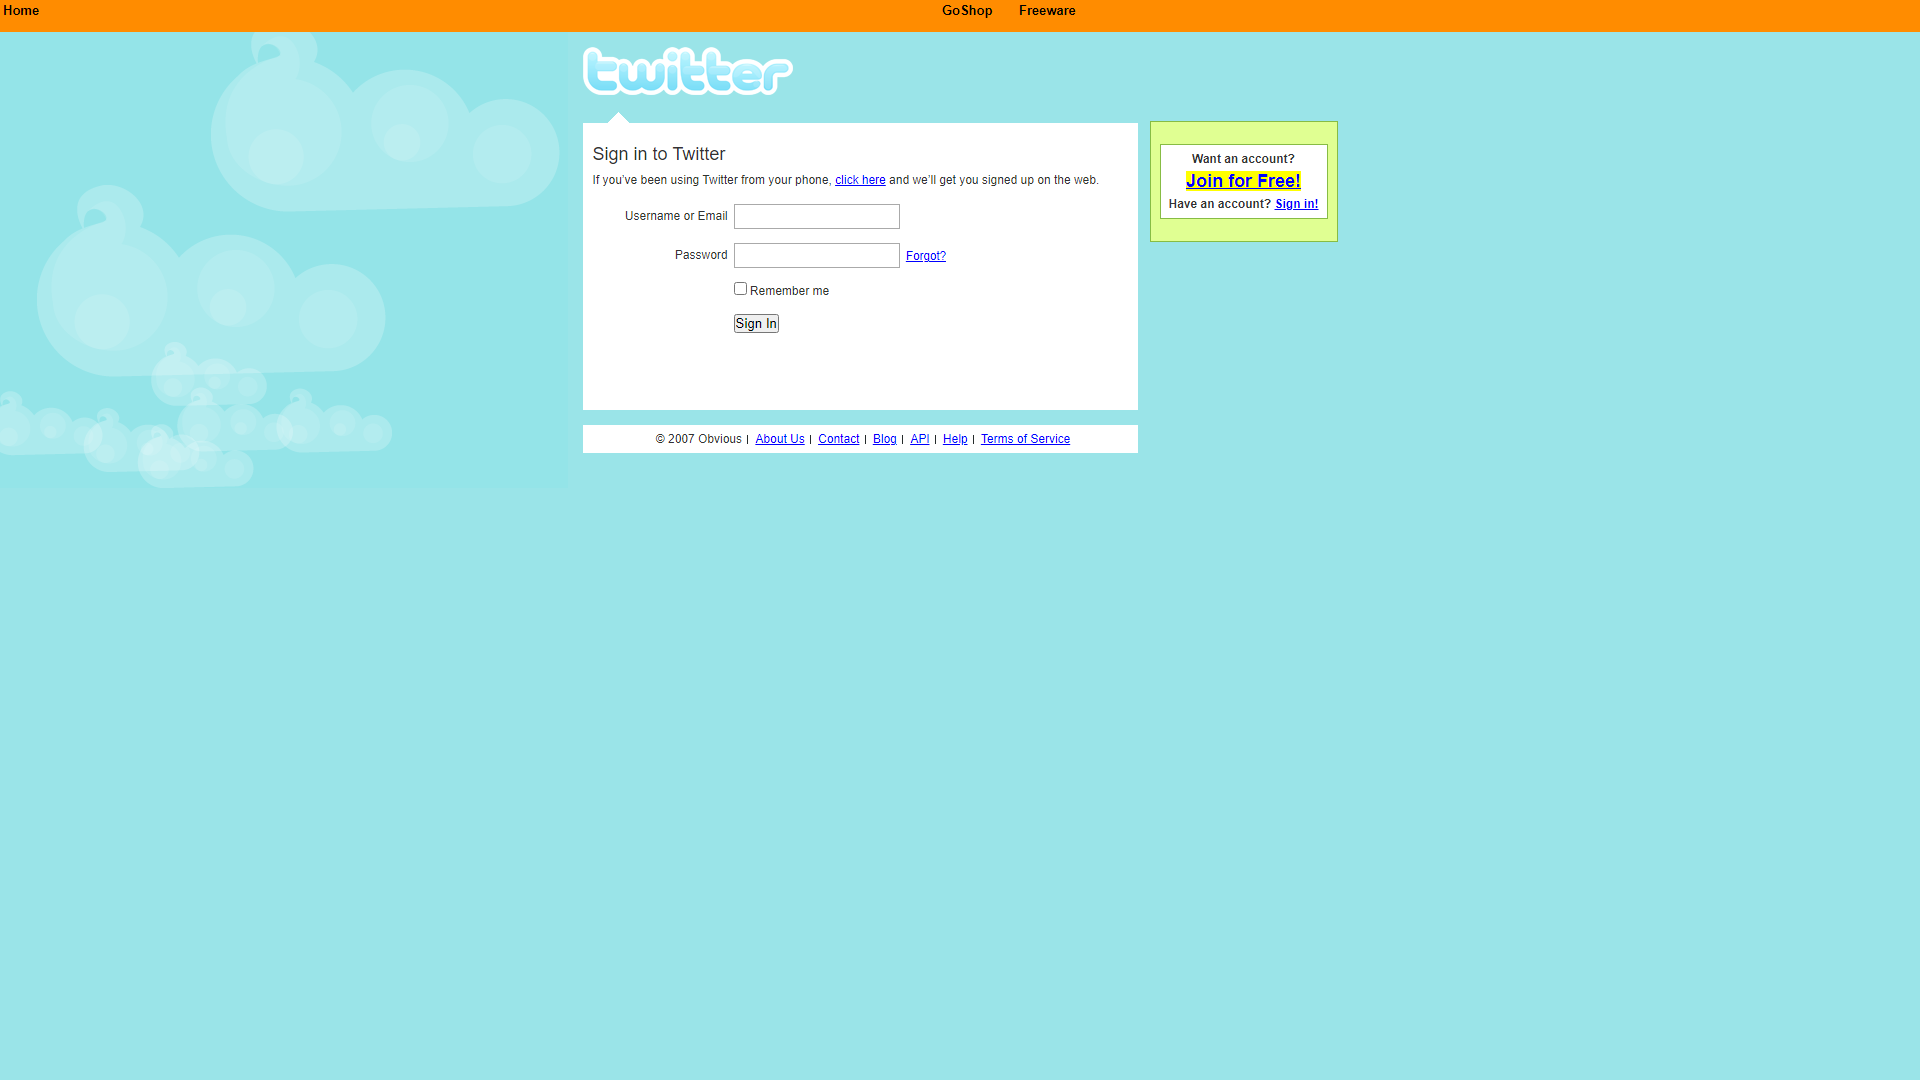 Home GoShop Freeware
twitter
Sign in to Twitter
If you’ve been using Twitter from your phone, click here and we’ll get you signed up on the web.
Username or Email
Password Forgot?
Remember me
Sign In
Want an account?
Join for Free!
Have an account? Sign in!
© 2007 Obvious | About Us | Contact | Blog | API | Help | Terms of Service